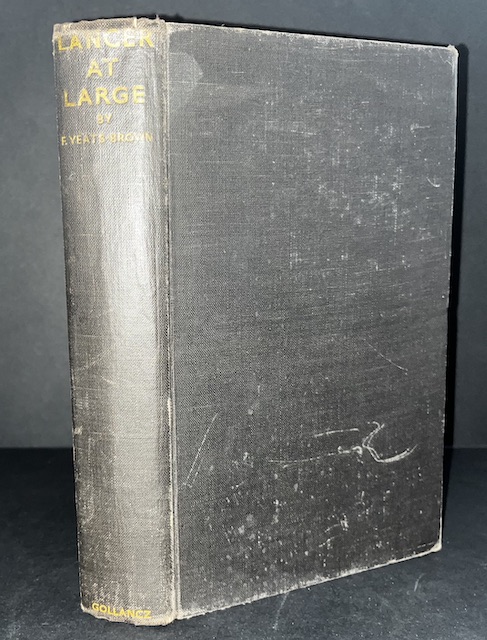 LANCER
AT
LARGE
BY
F. YEATS-BROWN
GOLLANCZ